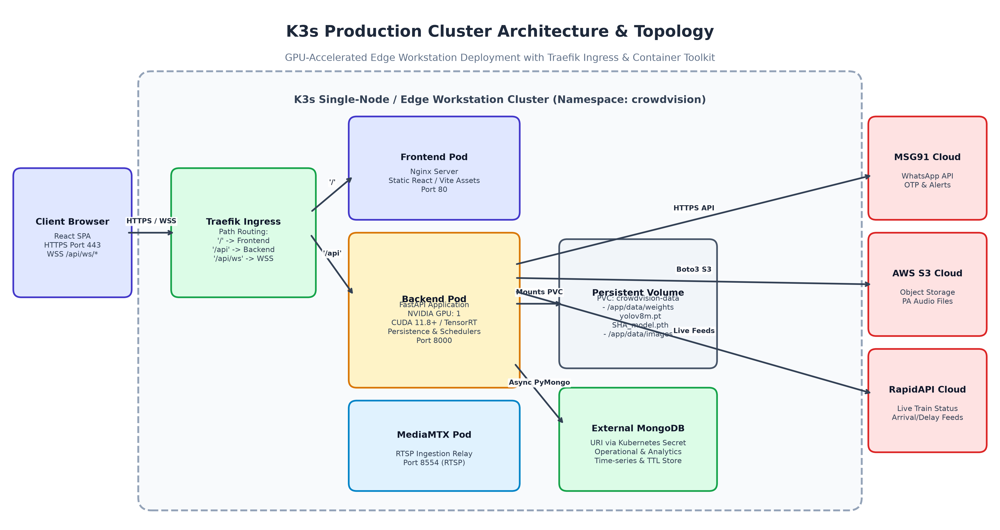 K3s Production Cluster Architecture & Topology
GPU-Accelerated Edge Workstation Deployment with Traefik Ingress & Container Toolkit
K3s Single-Node / Edge Workstation Cluster (Namespace: crowdvision)
Client Browser
React SPA
HTTPS Port 443
WSS /api/ws/*
HTTPS / WSS
Traefik Ingress
Path Routing:
'/' -> Frontend
'/api' -> Backend
'/api/ws' -> WSS
'/'
'/api'
Frontend Pod
Nginx Server
Static React / Vite Assets
Port 80
Backend Pod
FastAPI Application
NVIDIA GPU: 1
CUDA 11.8+ / TensorRT
Persistence & Schedulers
Port 8000
MediaMTX Pod
RTSP Ingestion Relay
Port 8554 (RTSP)
HTTPS API
Boto3 S3
Mounts PVC
Live Feeds
Async PyMongo
Persistent Volume
PVC: crowdvision-data
- /app/data/weights
yolov8m.pt
SHA_model.pth
- /app/data/images
External MongoDB
URI via Kubernetes Secret
Operational & Analytics
Time-series & TTL Store
MSG91 Cloud
WhatsApp API
OTP & Alerts
AWS S3 Cloud
Object Storage
PA Audio Files
RapidAPI Cloud
Live Train Status
Arrival/Delay Feeds